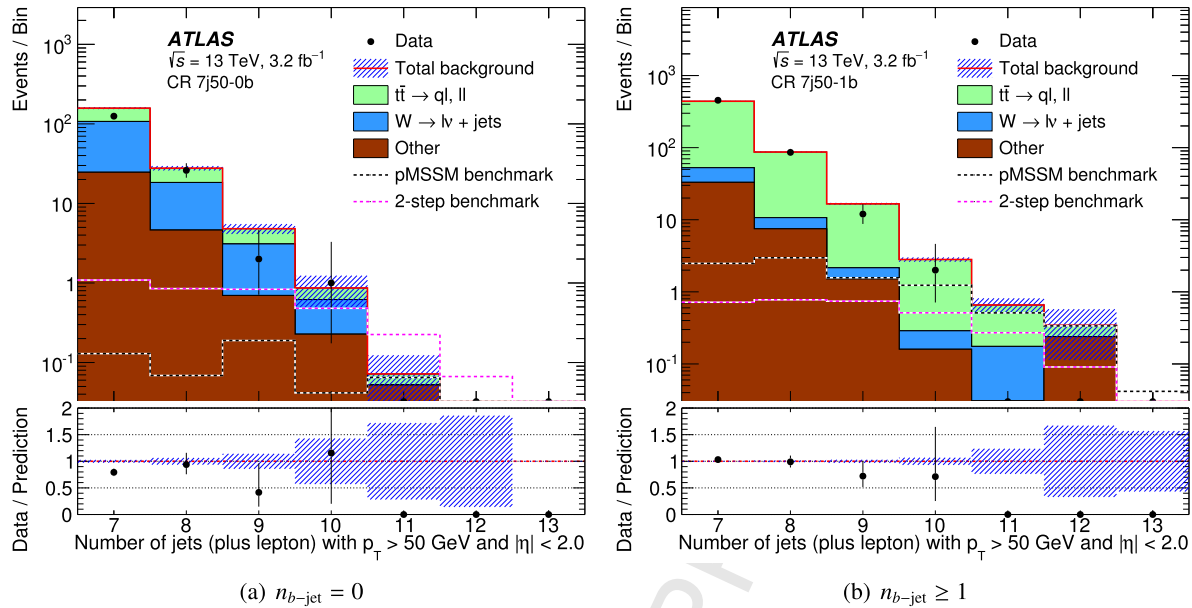 Events / Bin
10³
10²
10
1
10⁻¹
ATLAS
√s = 13 TeV, 3.2 fb⁻¹
CR 7j50-0b
Data
Total background
tt̄ → ql, ll
W → lν + jets
Other
pMSSM benchmark
2-step benchmark
Data / Prediction
2
1.5
1
0.5
0
7 8 9 10 11 12 13
Number of jets (plus lepton) with p_T > 50 GeV and |η| < 2.0
(a) n_b−jet = 0
Events / Bin
10³
10²
10
1
10⁻¹
ATLAS
√s = 13 TeV, 3.2 fb⁻¹
CR 7j50-1b
Data
Total background
tt̄ → ql, ll
W → lν + jets
Other
pMSSM benchmark
2-step benchmark
Data / Prediction
2
1.5
1
0.5
0
7 8 9 10 11 12 13
Number of jets (plus lepton) with p_T > 50 GeV and |η| < 2.0
(b) n_b−jet ≥ 1